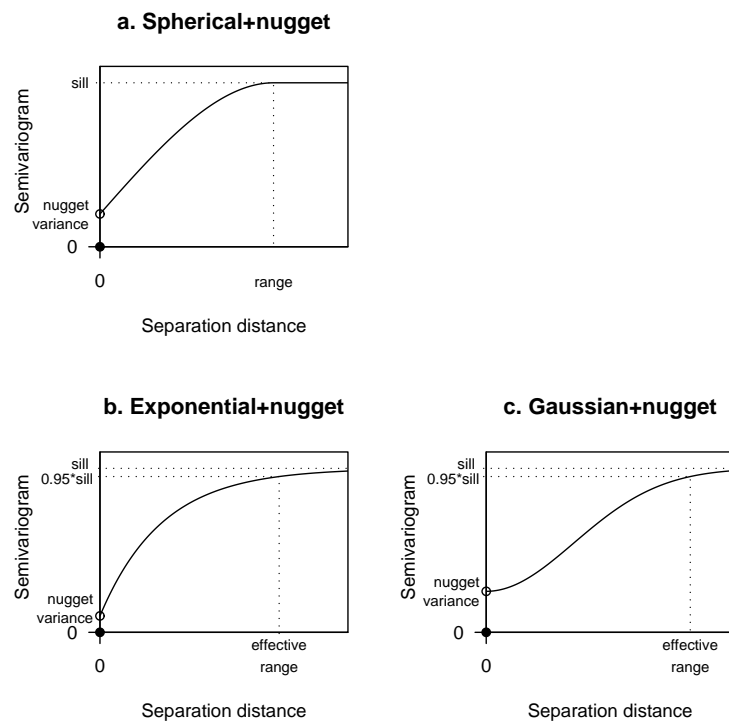 a. Spherical+nugget
Semivariogram
sill
nugget
variance
0
0
range
Separation distance
b. Exponential+nugget
Semivariogram
sill
0.95*sill
nugget
variance
0
0
effective
range
Separation distance
c. Gaussian+nugget
Semivariogram
sill
0.95*sill
nugget
variance
0
0
effective
range
Separation distance